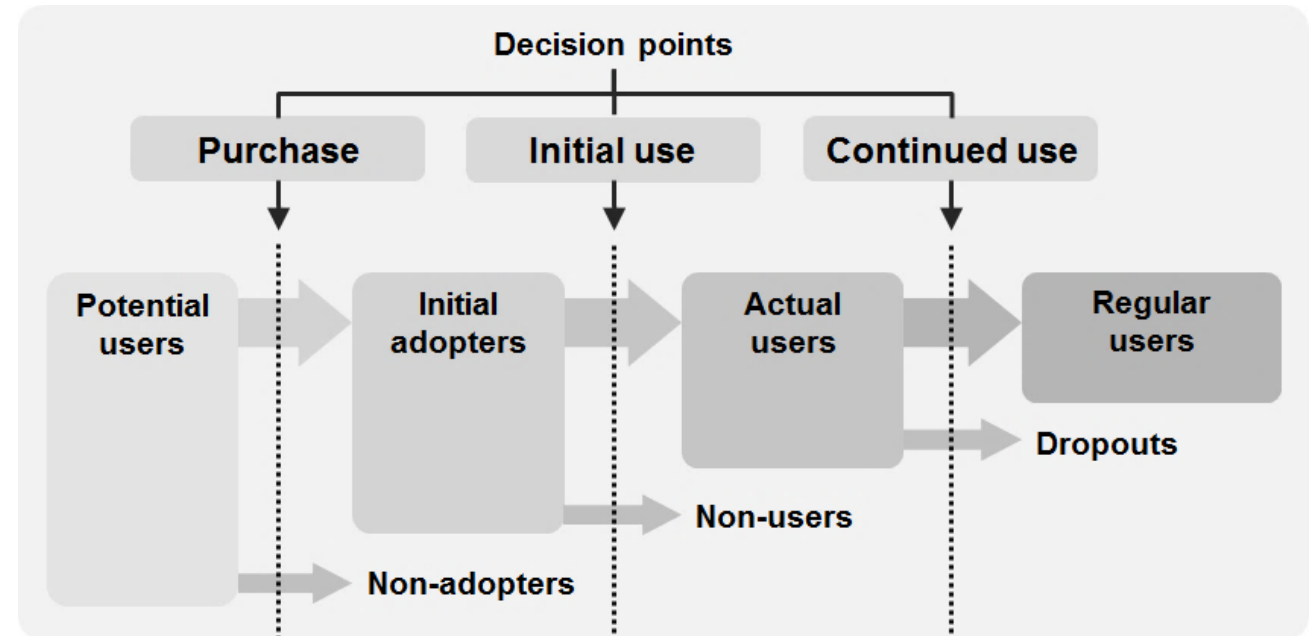 Decision points
Purchase
Initial use
Continued use
Potential
users
Initial
adopters
Actual
users
Regular
users
Dropouts
Non-users
Non-adopters